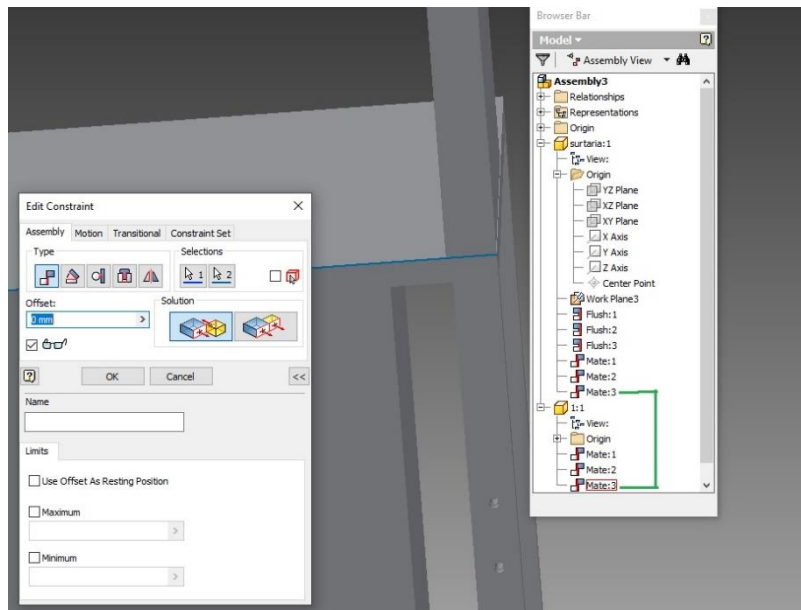 Browser Bar
Model
Assembly View
Assembly3
Relationships
Representations
Origin
surtaria:1
View:
Origin
YZ Plane
XZ Plane
XY Plane
X Axis
Y Axis
Z Axis
Center Point
Work Plane3
Flush:1
Flush:2
Flush:3
Mate:1
Mate:2
Mate:3
1:1
View:
Origin
Mate:1
Mate:2
Mate:3
Edit Constraint
Assembly Motion Transitional Constraint Set
Type Selections
1 2
Offset: Solution
0 mm
OK Cancel <<
Name
Limits
Use Offset As Resting Position
Maximum
Minimum